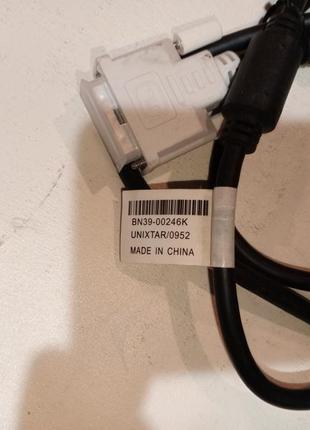 BN39-00246K
UNIXTAR/0952
MADE IN CHINA